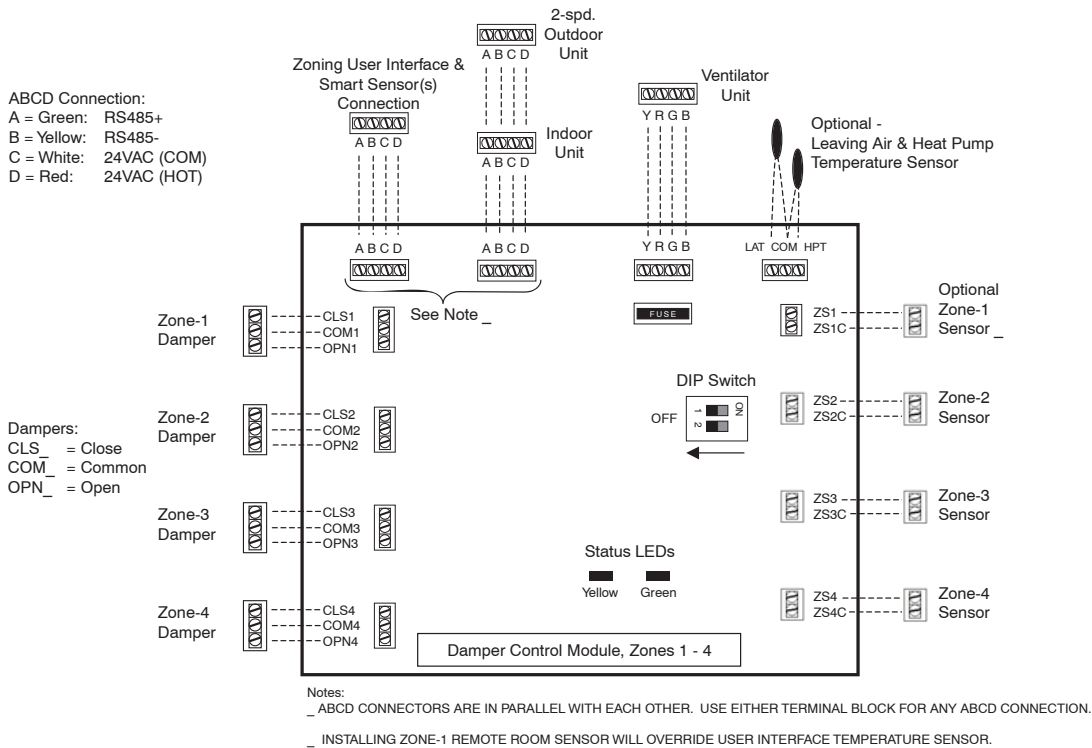 2-spd.
Outdoor
Unit
A B C D
Zoning User Interface &
Smart Sensor(s)
Connection
A B C D
Indoor
Unit
A B C D
Ventilator
Unit
Y R G B
Optional -
Leaving Air & Heat Pump
Temperature Sensor
ABCD Connection:
A = Green: RS485+
B = Yellow: RS485-
C = White: 24VAC (COM)
D = Red: 24VAC (HOT)
A B C D
A B C D
Y R G B
LAT COM HPT
See Note _
FUSE
Zone-1
Damper
CLS1
COM1
OPN1
ZS1
ZS1C
Optional
Zone-1
Sensor _
DIP Switch
OFF
ON
1
2
Zone-2
Damper
CLS2
COM2
OPN2
ZS2
ZS2C
Zone-2
Sensor
Dampers:
CLS_ = Close
COM_ = Common
OPN_ = Open
Zone-3
Damper
CLS3
COM3
OPN3
ZS3
ZS3C
Zone-3
Sensor
Status LEDs
Yellow Green
Zone-4
Damper
CLS4
COM4
OPN4
ZS4
ZS4C
Zone-4
Sensor
Damper Control Module, Zones 1 - 4
Notes:
_ ABCD CONNECTORS ARE IN PARALLEL WITH EACH OTHER. USE EITHER TERMINAL BLOCK FOR ANY ABCD CONNECTION.
_ INSTALLING ZONE-1 REMOTE ROOM SENSOR WILL OVERRIDE USER INTERFACE TEMPERATURE SENSOR.